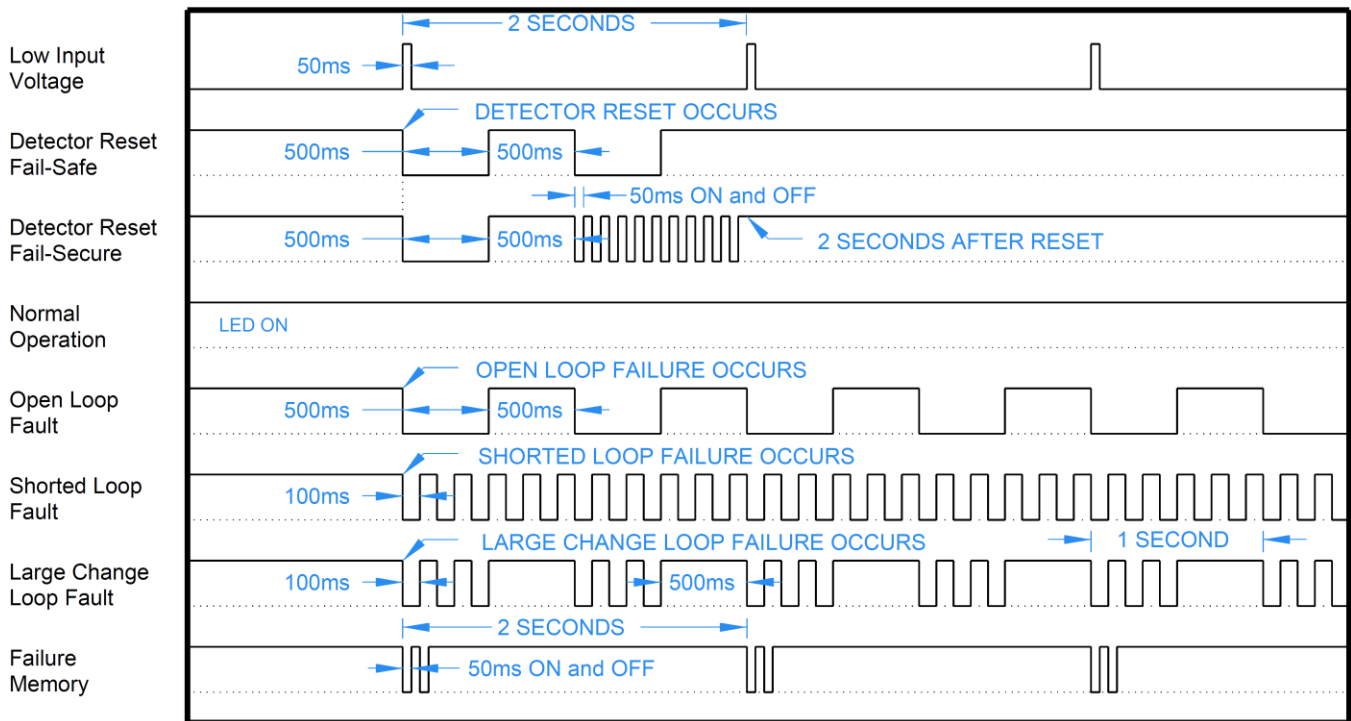 2 SECONDS
Low Input
Voltage
50ms
DETECTOR RESET OCCURS
Detector Reset
Fail-Safe
500ms
500ms
50ms ON and OFF
Detector Reset
Fail-Secure
500ms
500ms
2 SECONDS AFTER RESET
Normal
Operation
LED ON
OPEN LOOP FAILURE OCCURS
Open Loop
Fault
500ms
500ms
SHORTED LOOP FAILURE OCCURS
Shorted Loop
Fault
100ms
LARGE CHANGE LOOP FAILURE OCCURS
1 SECOND
Large Change
Loop Fault
100ms
500ms
2 SECONDS
Failure
Memory
50ms ON and OFF